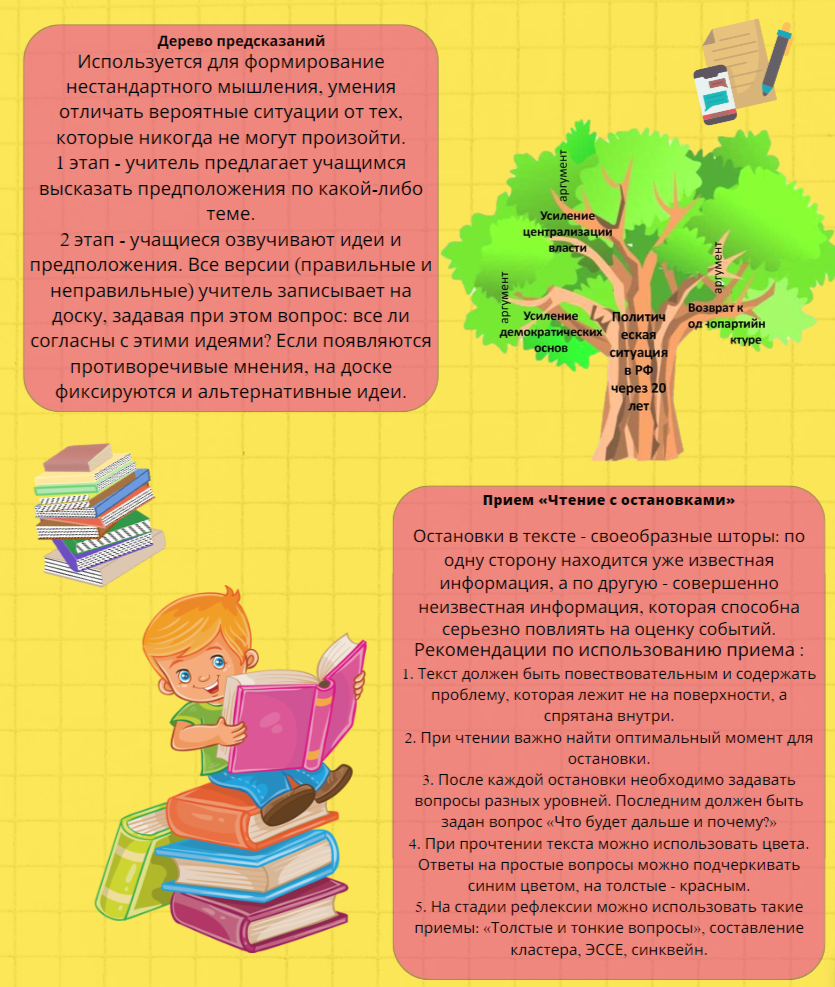 Дерево предсказаний
Используется для формирование
нестандартного мышления, умения
отличать вероятные ситуации от тех,
которые никогда не могут произойти.
1 этап - учитель предлагает учащимся
высказать предположения по какой-либо
теме.
2 этап - учащиеся озвучивают идеи и
предположения. Все версии (правильные и
неправильные) учитель записывает на
доску, задавая при этом вопрос: все ли
согласны с этими идеями? Если появляются
противоречивые мнения, на доске
фиксируются и альтернативные идеи.
аргумент
Усиление
централизации
власти
аргумент
Усиление
демократических
основ
Политич
еская
ситуация
в РФ
через 20
лет
аргумент
Возврат к
Прием «Чтение с остановками»
Остановки в тексте - своеобразные шторы: по
одну сторону находится уже известная
информация, а по другую - совершенно
неизвестная информация, которая способна
серьезно повлиять на оценку событий.
Рекомендации по использованию приема :
1. Текст должен быть повествовательным и содержать
проблему, которая лежит не на поверхности, а
спрятана внутри.
2. При чтении важно найти оптимальный момент для
остановки.
3. После каждой остановки необходимо задавать
вопросы разных уровней. Последним должен быть
задан вопрос «Что будет дальше и почему?»
4. При прочтении текста можно использовать цвета.
Ответы на простые вопросы можно подчеркивать
синим цветом, на толстые - красным.
5. На стадии рефлексии можно использовать такие
приемы: «Толстые и тонкие вопросы», составление
кластера, ЭССЕ, синквейн.